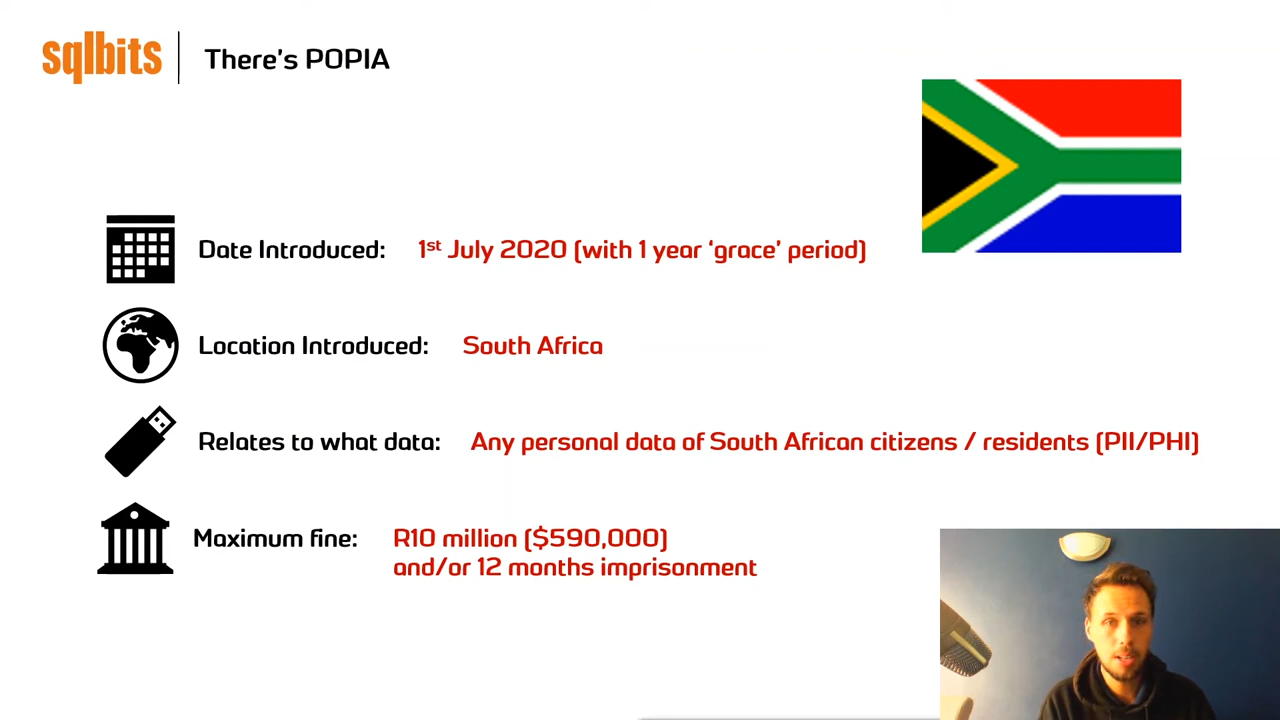 sqlbits
There's POPIA
Date Introduced: 1st July 2020 (with 1 year ‘grace’ period)
Location Introduced: South Africa
Relates to what data: Any personal data of South African citizens / residents (PII/PHI)
Maximum fine: R10 million ($590,000)
and/or 12 months imprisonment